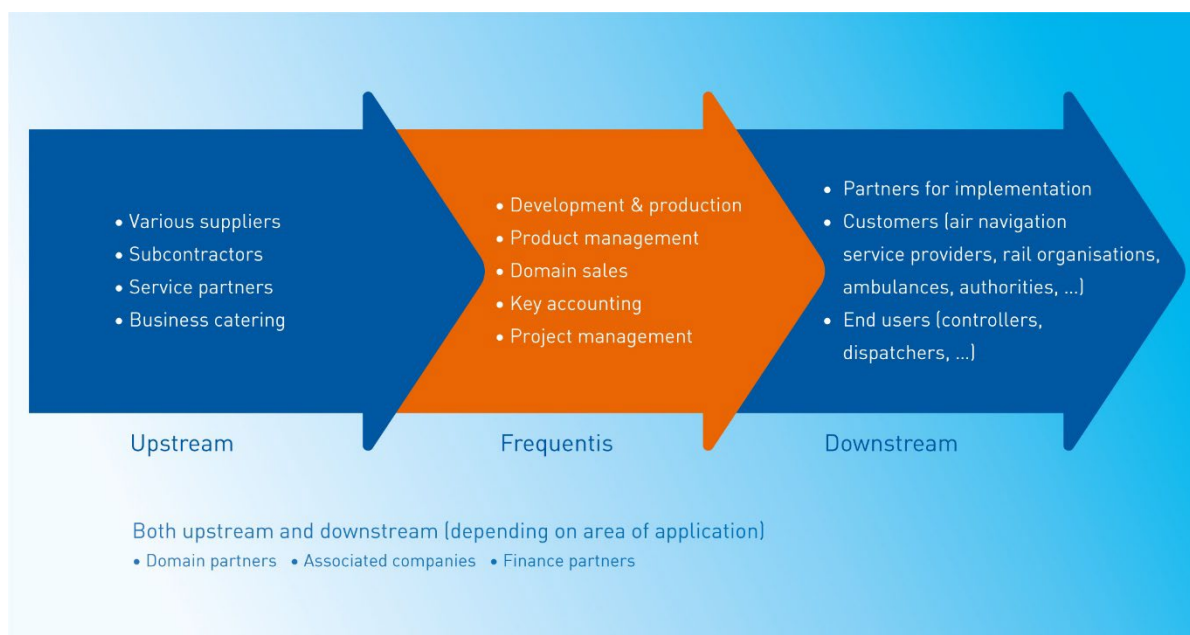 • Various suppliers
• Subcontractors
• Service partners
• Business catering
Upstream
• Development & production
• Product management
• Domain sales
• Key accounting
• Project management
Frequentis
• Partners for implementation
• Customers (air navigation
service providers, rail organisations,
ambulances, authorities, ...)
• End users (controllers,
dispatchers, ...)
Downstream
Both upstream and downstream (depending on area of application)
• Domain partners • Associated companies • Finance partners